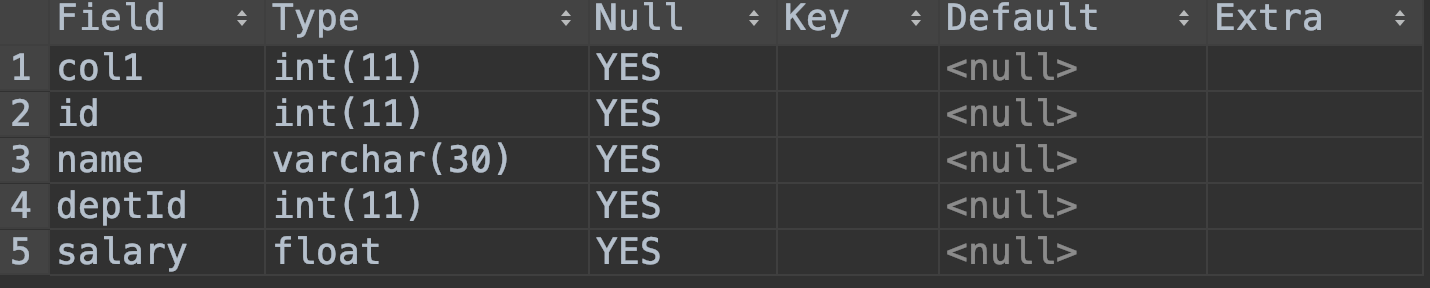 Field Type Null Key Default Extra
1 col1 int(11) YES <null>
2 id int(11) YES <null>
3 name varchar(30) YES <null>
4 deptId int(11) YES <null>
5 salary float YES <null>